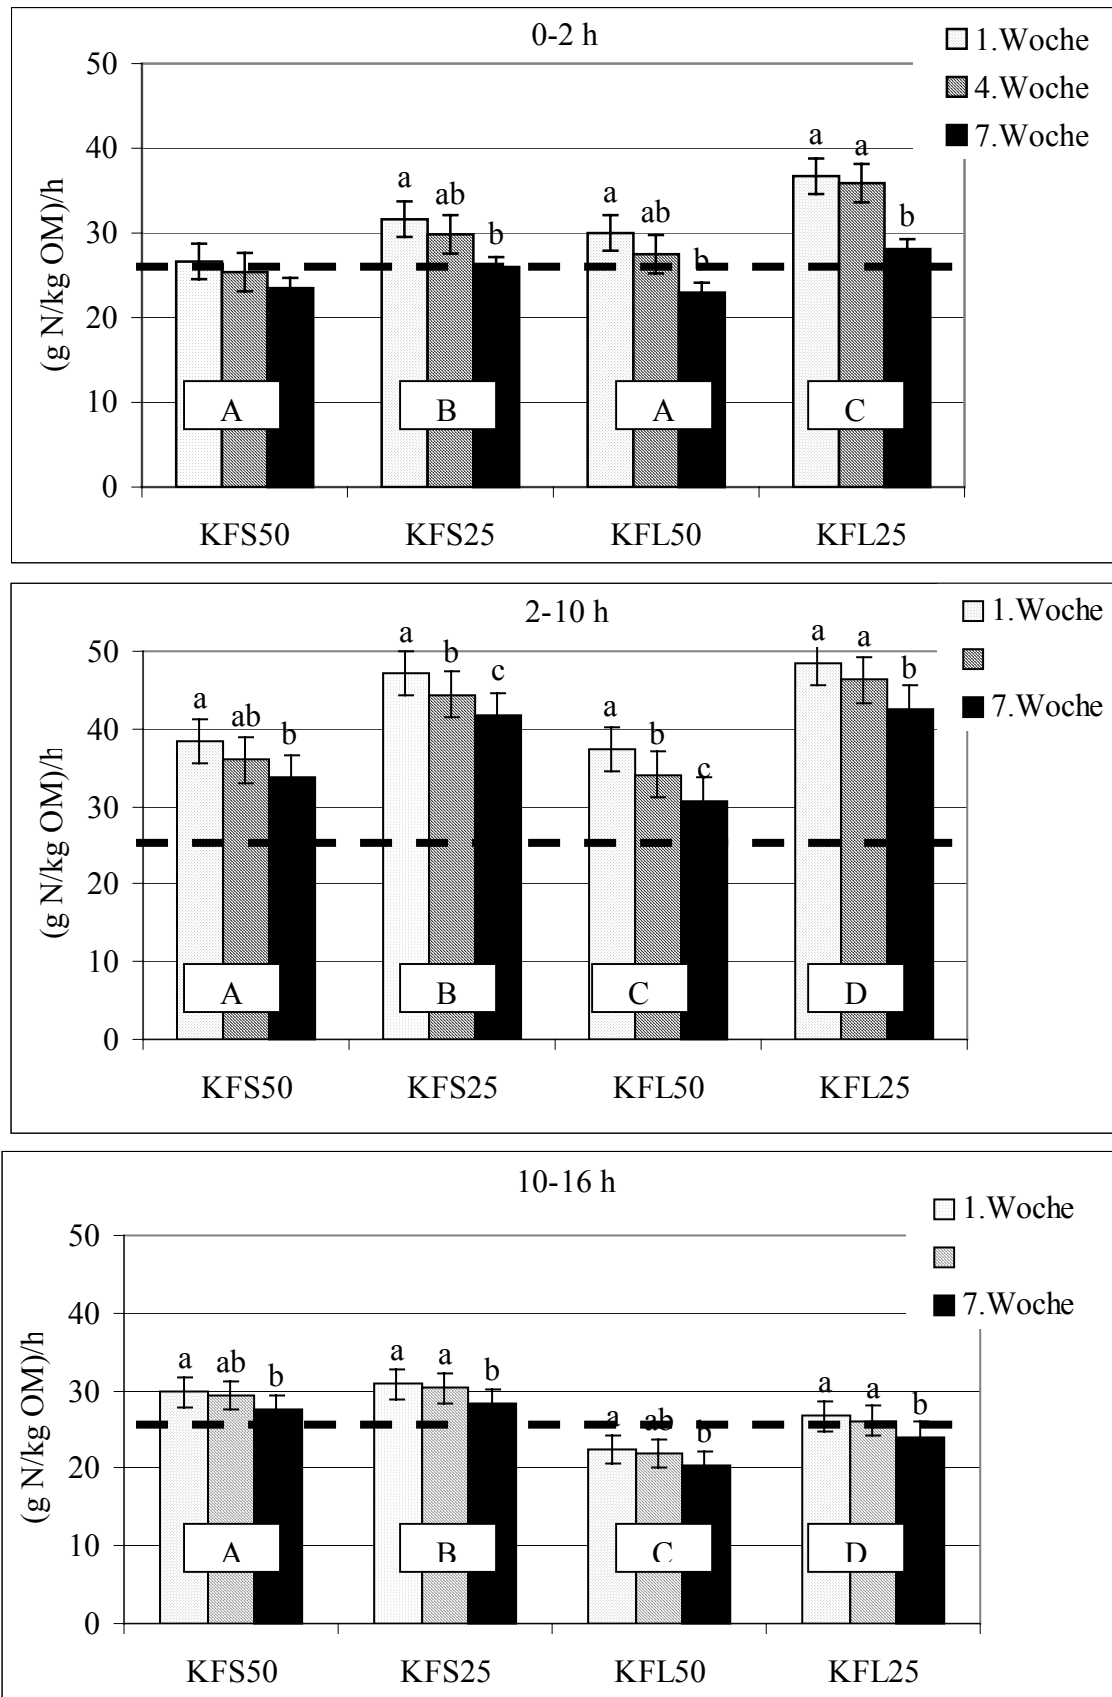 0-2 h
1.Woche
4.Woche
7.Woche
(g N/kg OM)/h
50
40
30
20
10
0
a ab b a ab b a a b
A B A C
KFS50 KFS25 KFL50 KFL25
2-10 h
1.Woche
7.Woche
(g N/kg OM)/h
50
40
30
20
10
0
a ab b a b c a b c a a b
A B C D
KFS50 KFS25 KFL50 KFL25
10-16 h
1.Woche
7.Woche
(g N/kg OM)/h
50
40
30
20
10
0
a ab b a a b a ab b a a b
A B C D
KFS50 KFS25 KFL50 KFL25